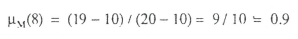 μM(8) = (19 − 10) / (20 − 10) = 9 / 10 ≒ 0.9